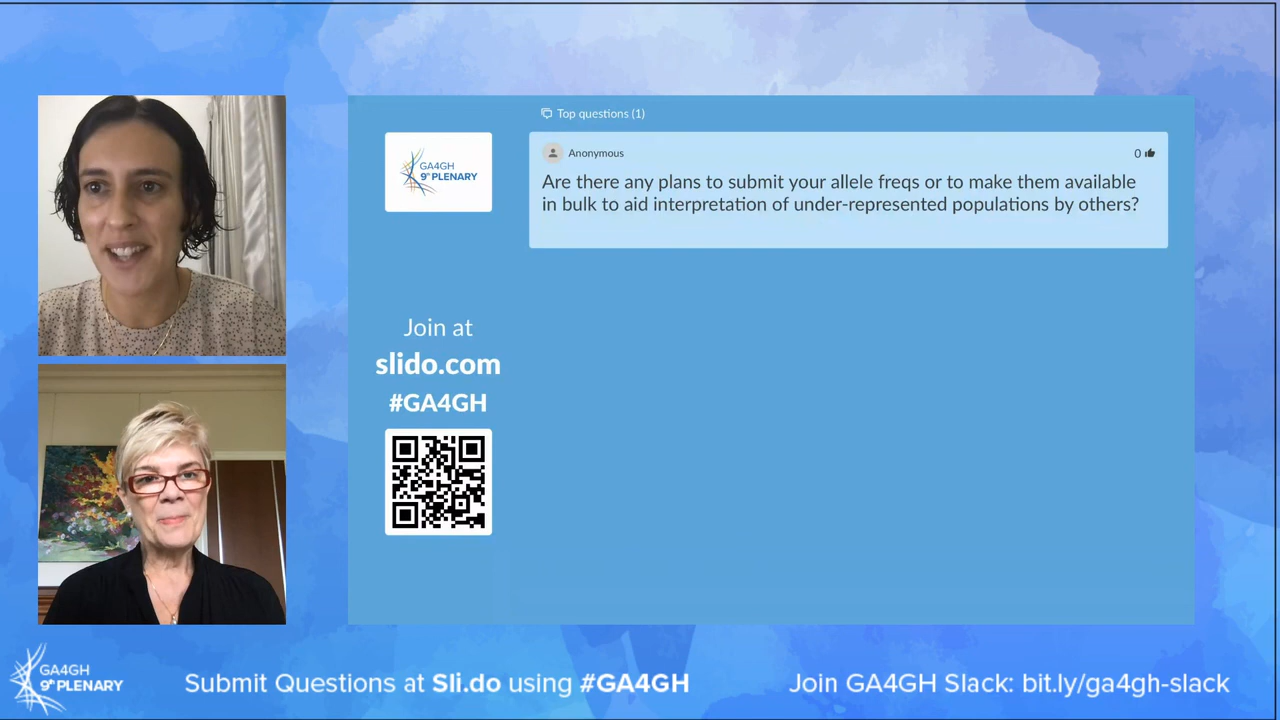 Top questions (1)
GA4GH
9th PLENARY
Anonymous
0
Are there any plans to submit your allele freqs or to make them available
in bulk to aid interpretation of under-represented populations by others?
Join at
slido.com
#GA4GH
GA4GH
9th PLENARY
Submit Questions at Sli.do using #GA4GH
Join GA4GH Slack: bit.ly/ga4gh-slack